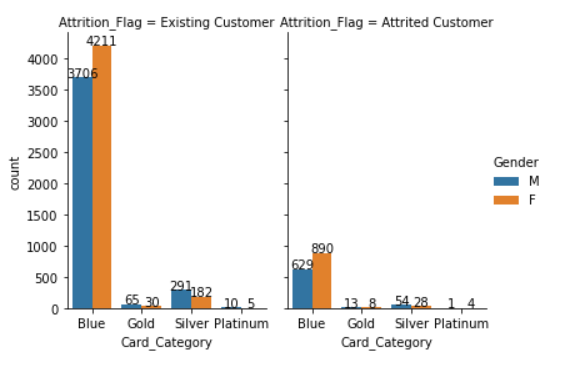 Attrition_Flag = Existing Customer Attrition_Flag = Attrited Customer
4000
3500
3000
2500
2000
1500
1000
500
0
count
3706
4211
65
30
291
182
10
5
Blue
Gold
Silver
Platinum
Card_Category
629
890
13
8
54
28
1
4
Blue
Gold
Silver
Platinum
Card_Category
Gender
M
F